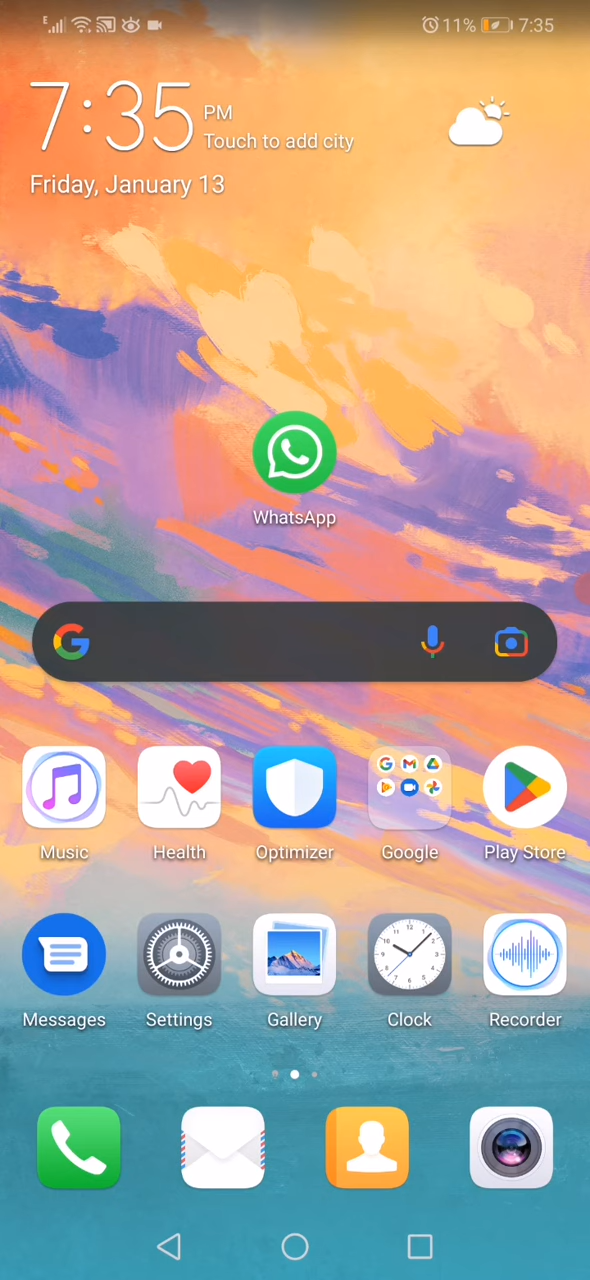 E 11% 7:35
7:35 PM
Touch to add city
Friday, January 13
WhatsApp
Music Health Optimizer Google Play Store
Messages Settings Gallery Clock Recorder